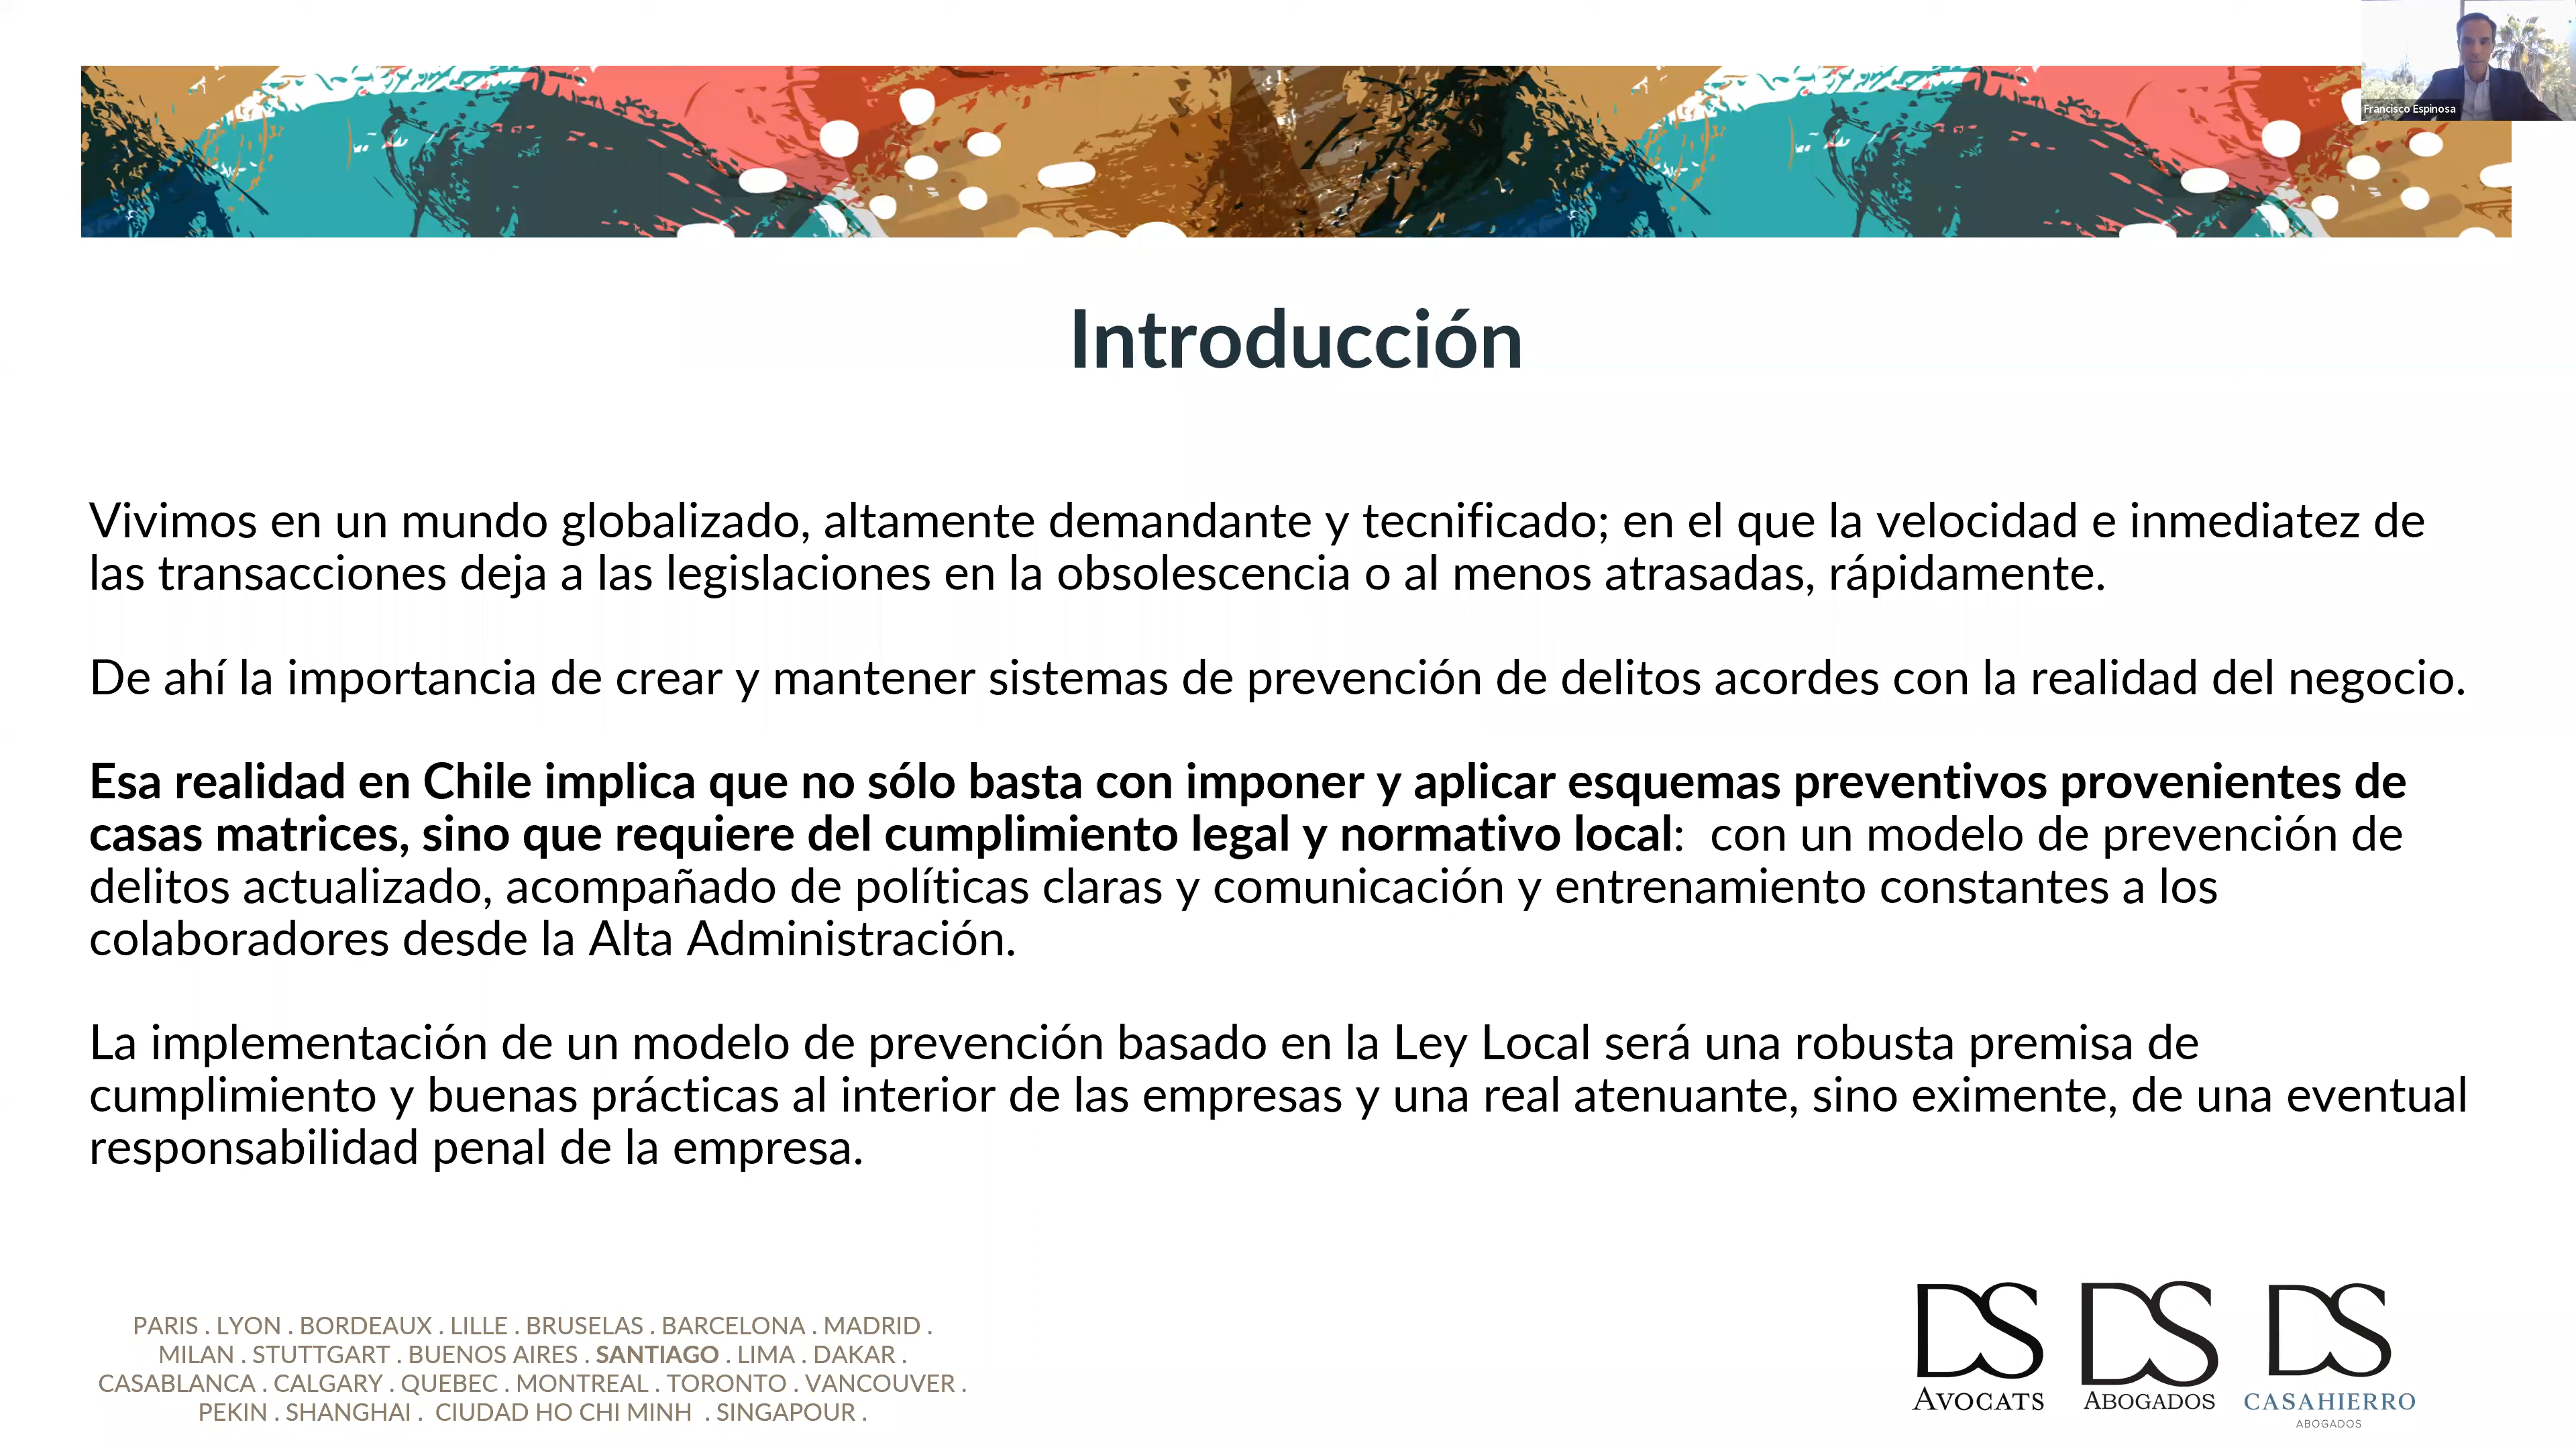 Francisco Espinosa
Introducción
Vivimos en un mundo globalizado, altamente demandante y tecnificado; en el que la velocidad e inmediatez de
las transacciones deja a las legislaciones en la obsolescencia o al menos atrasadas, rápidamente.
De ahí la importancia de crear y mantener sistemas de prevención de delitos acordes con la realidad del negocio.
Esa realidad en Chile implica que no sólo basta con imponer y aplicar esquemas preventivos provenientes de
casas matrices, sino que requiere del cumplimiento legal y normativo local:  con un modelo de prevención de
delitos actualizado, acompañado de políticas claras y comunicación y entrenamiento constantes a los
colaboradores desde la Alta Administración.
La implementación de un modelo de prevención basado en la Ley Local será una robusta premisa de
cumplimiento y buenas prácticas al interior de las empresas y una real atenuante, sino eximente, de una eventual
responsabilidad penal de la empresa.
PARIS . LYON . BORDEAUX . LILLE . BRUSELAS . BARCELONA . MADRID .
MILAN . STUTTGART . BUENOS AIRES . SANTIAGO . LIMA . DAKAR .
CASABLANCA . CALGARY . QUEBEC . MONTREAL . TORONTO . VANCOUVER .
PEKIN . SHANGHAI .  CIUDAD HO CHI MINH  . SINGAPOUR .
DS
AVOCATS
DS
ABOGADOS
DS
CASAHIERRO
ABOGADOS